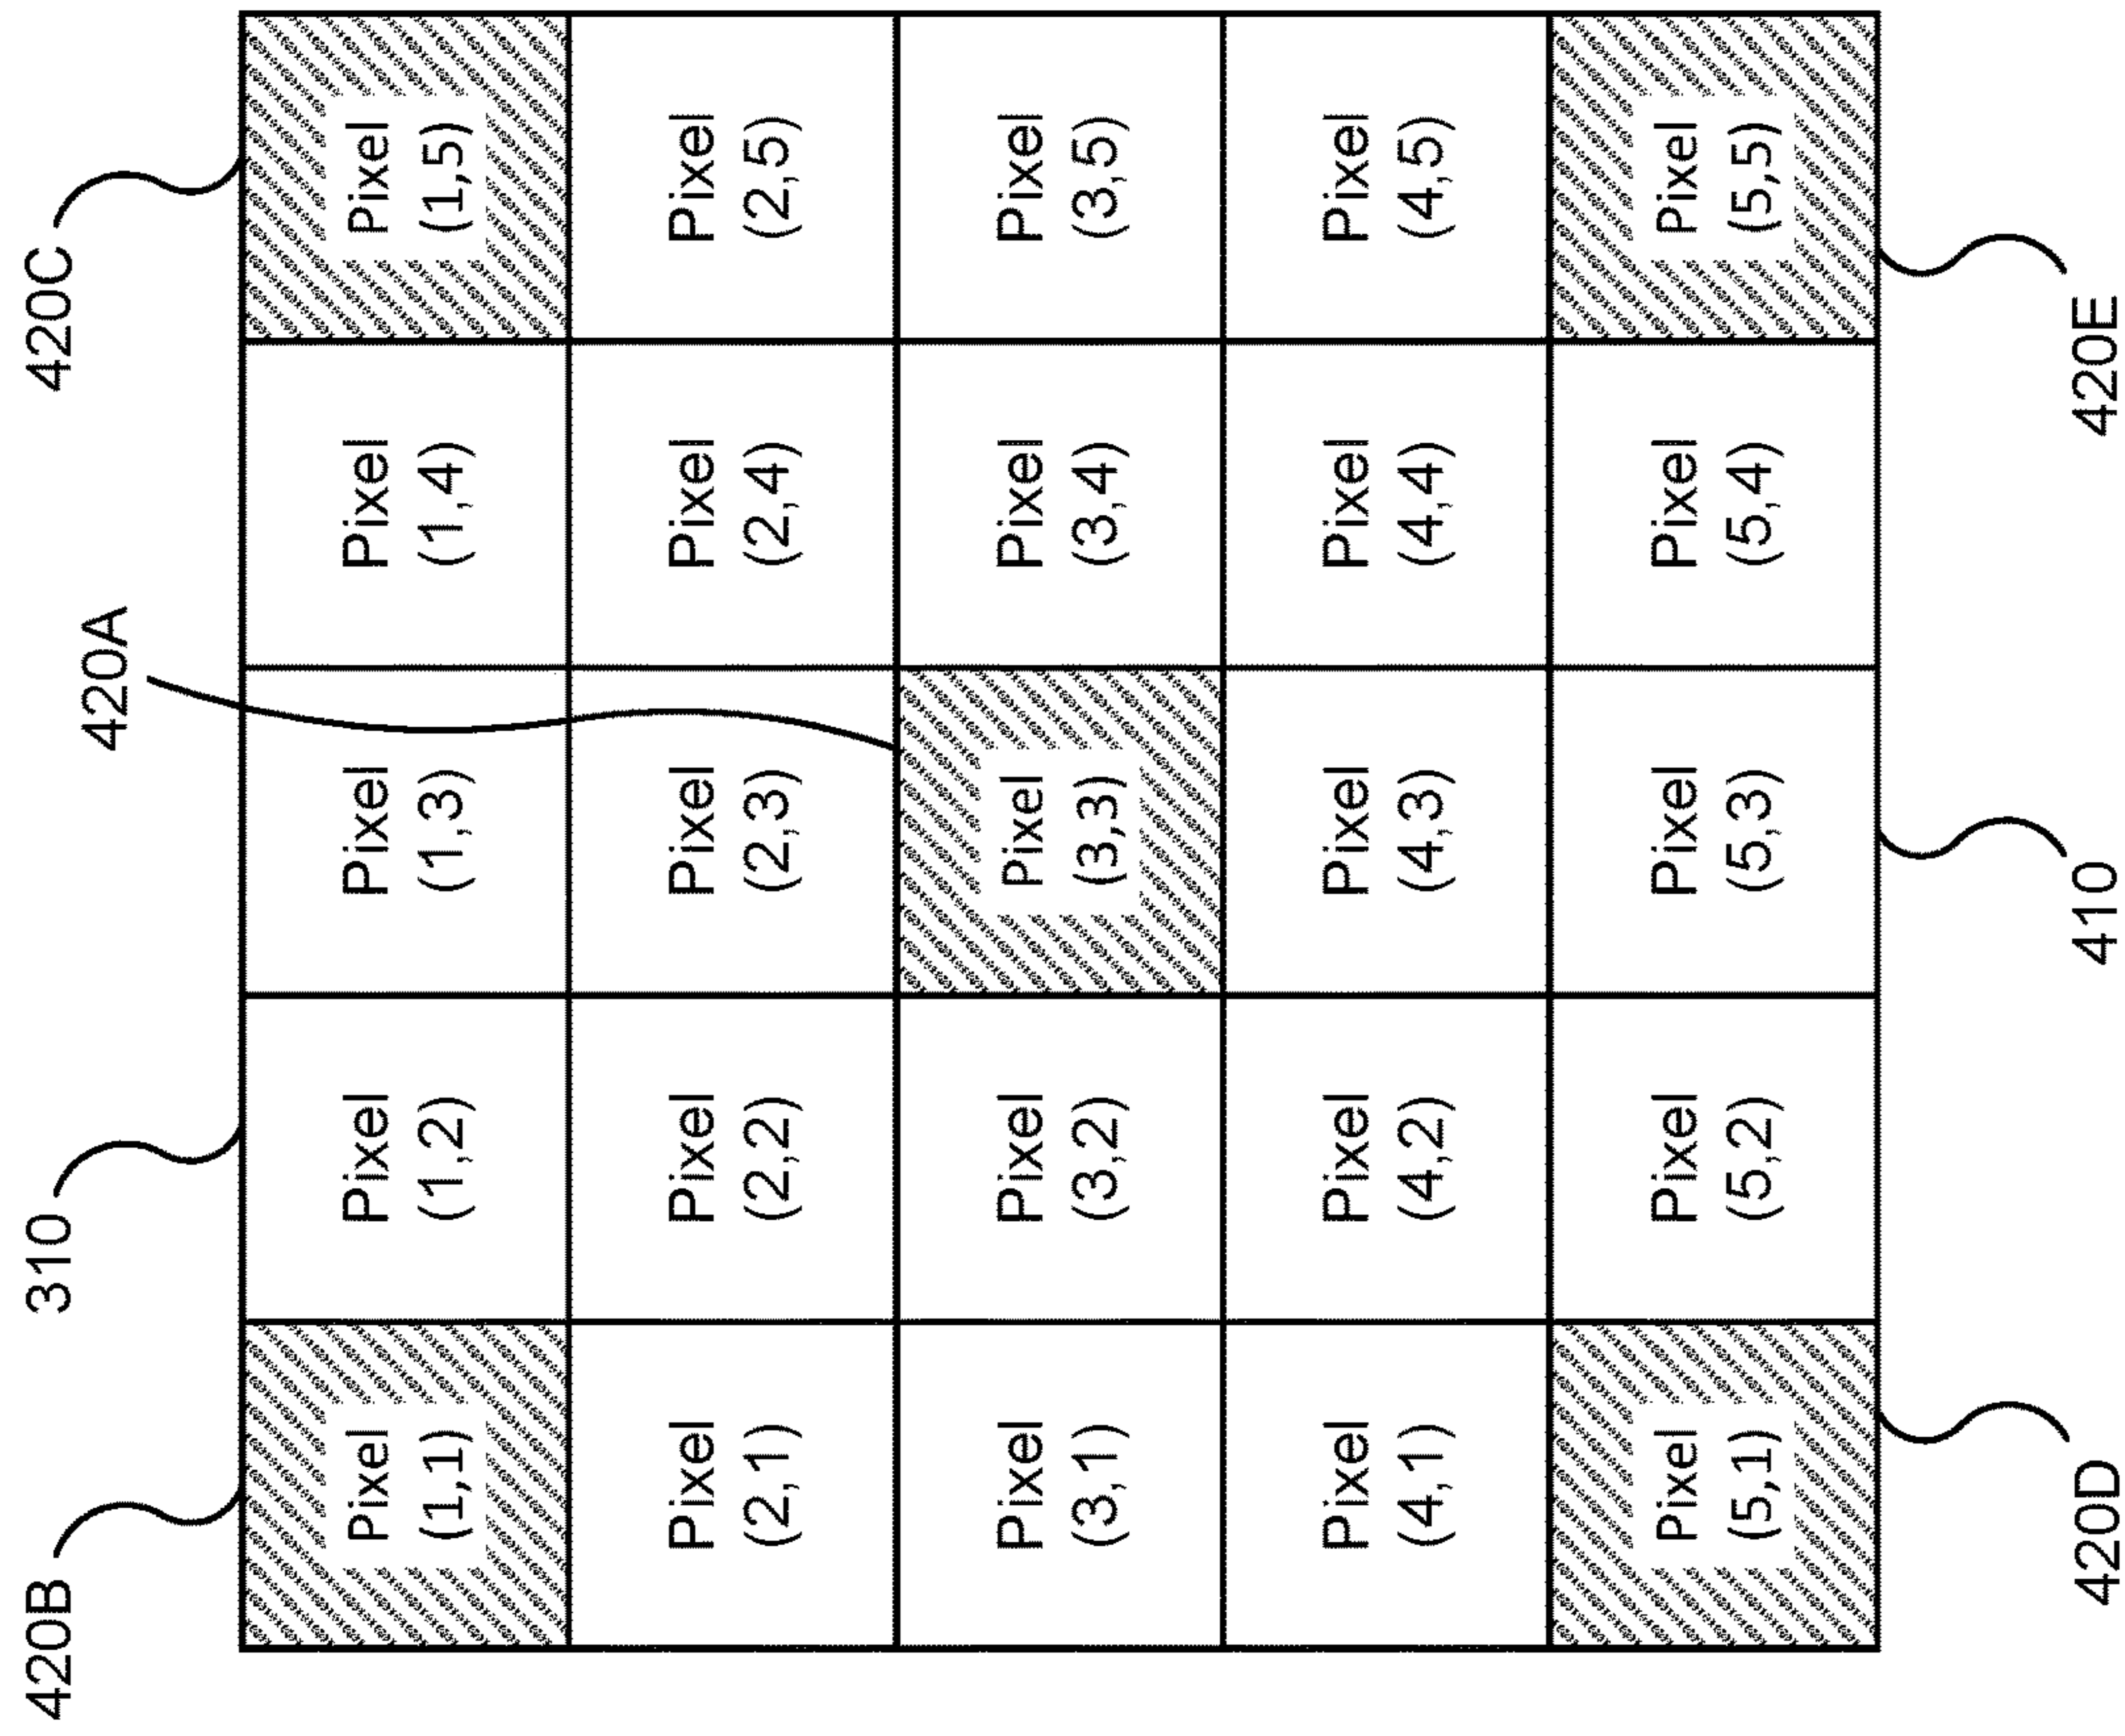 420B
310
420A
420C
Pixel
(1,1)
Pixel
(1,2)
Pixel
(1,3)
Pixel
(1,4)
Pixel
(1,5)
Pixel
(2,1)
Pixel
(2,2)
Pixel
(2,3)
Pixel
(2,4)
Pixel
(2,5)
Pixel
(3,1)
Pixel
(3,2)
Pixel
(3,3)
Pixel
(3,4)
Pixel
(3,5)
Pixel
(4,1)
Pixel
(4,2)
Pixel
(4,3)
Pixel
(4,4)
Pixel
(4,5)
Pixel
(5,1)
Pixel
(5,2)
Pixel
(5,3)
Pixel
(5,4)
Pixel
(5,5)
420D
410
420E